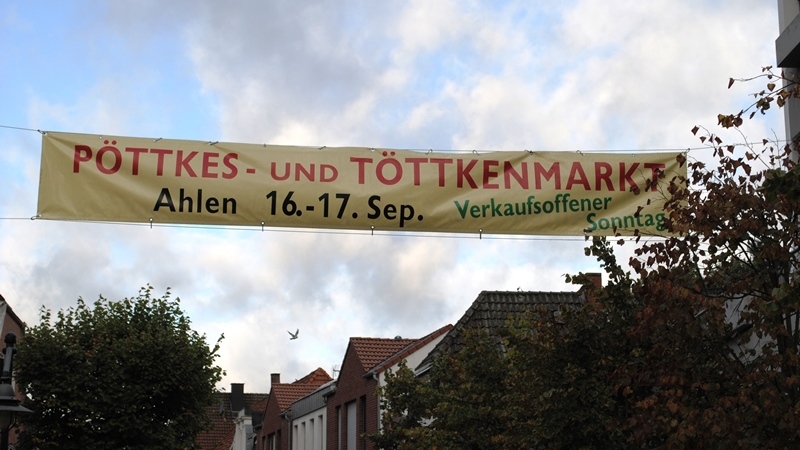 PÖTTKES- UND TÖTTKENMARKT
Ahlen 16.-17. Sep. Verkaufsoffener
Sonntag